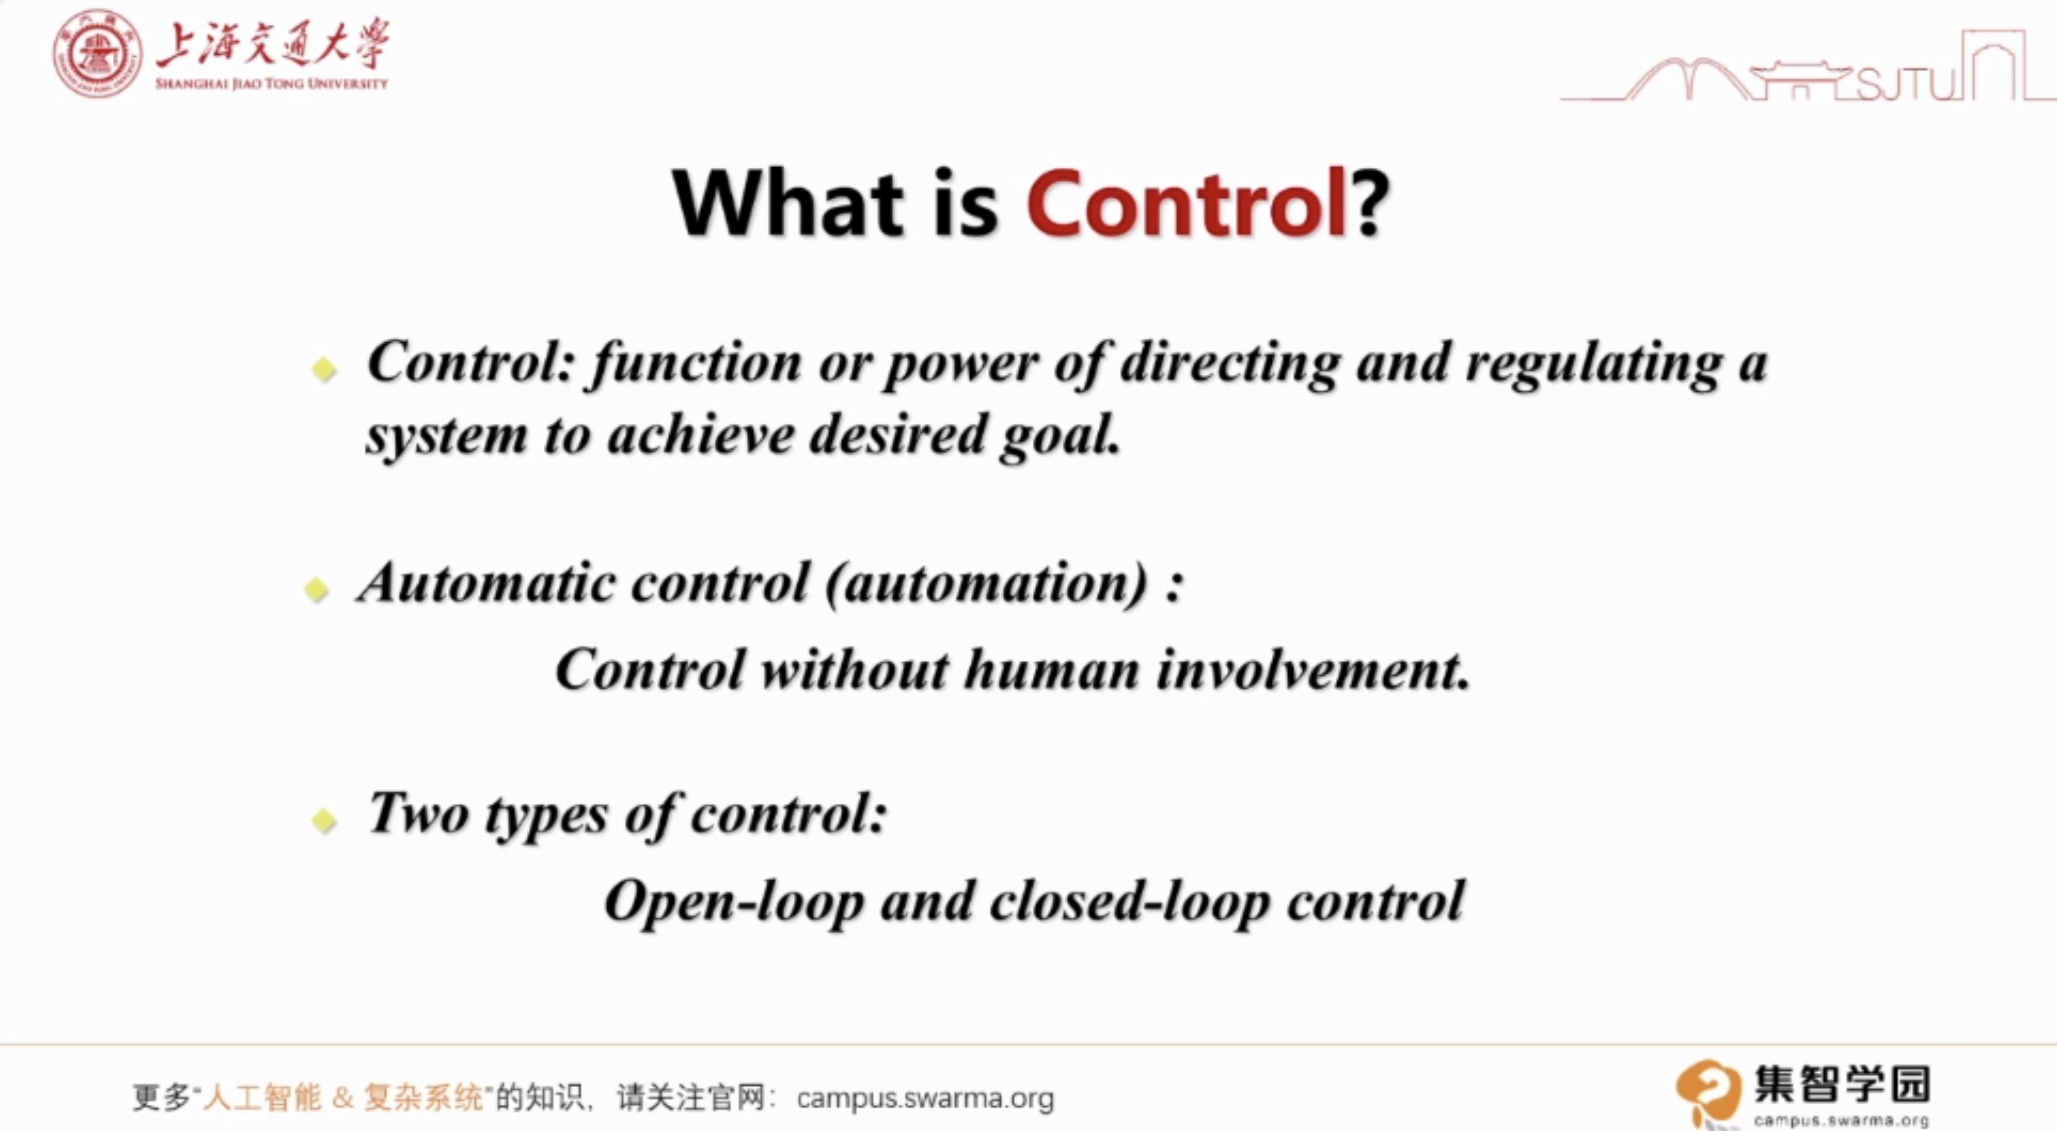 上海交通大学
SHANGHAI JIAO TONG UNIVERSITY
SJTU
What is Control?
Control: function or power of directing and regulating a
system to achieve desired goal.
Automatic control (automation) :
Control without human involvement.
Two types of control:
Open-loop and closed-loop control
更多“人工智能 & 复杂系统”的知识，请关注官网：campus.swarma.org
集智学园
campus.swarma.org